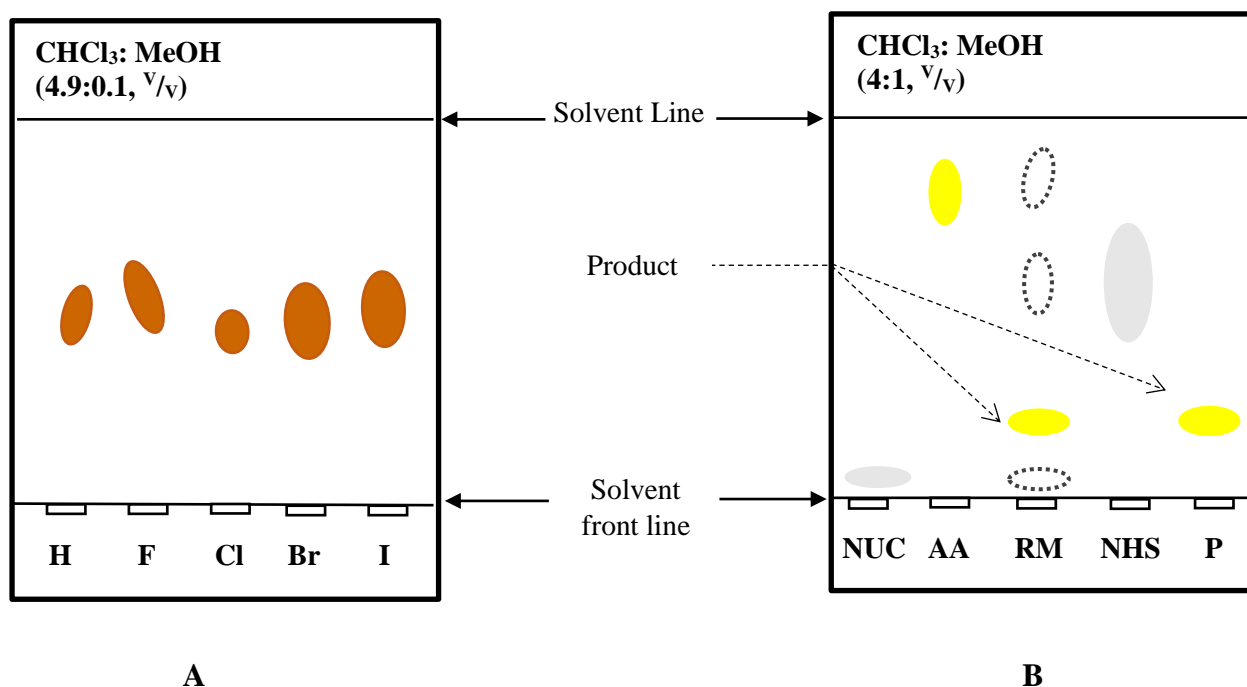 CHCl₃: MeOH
(4.9:0.1, V/V)
H F Cl Br I
A
Solvent Line
Product
Solvent
front line
CHCl₃: MeOH
(4:1, V/V)
NUC AA RM NHS P
B